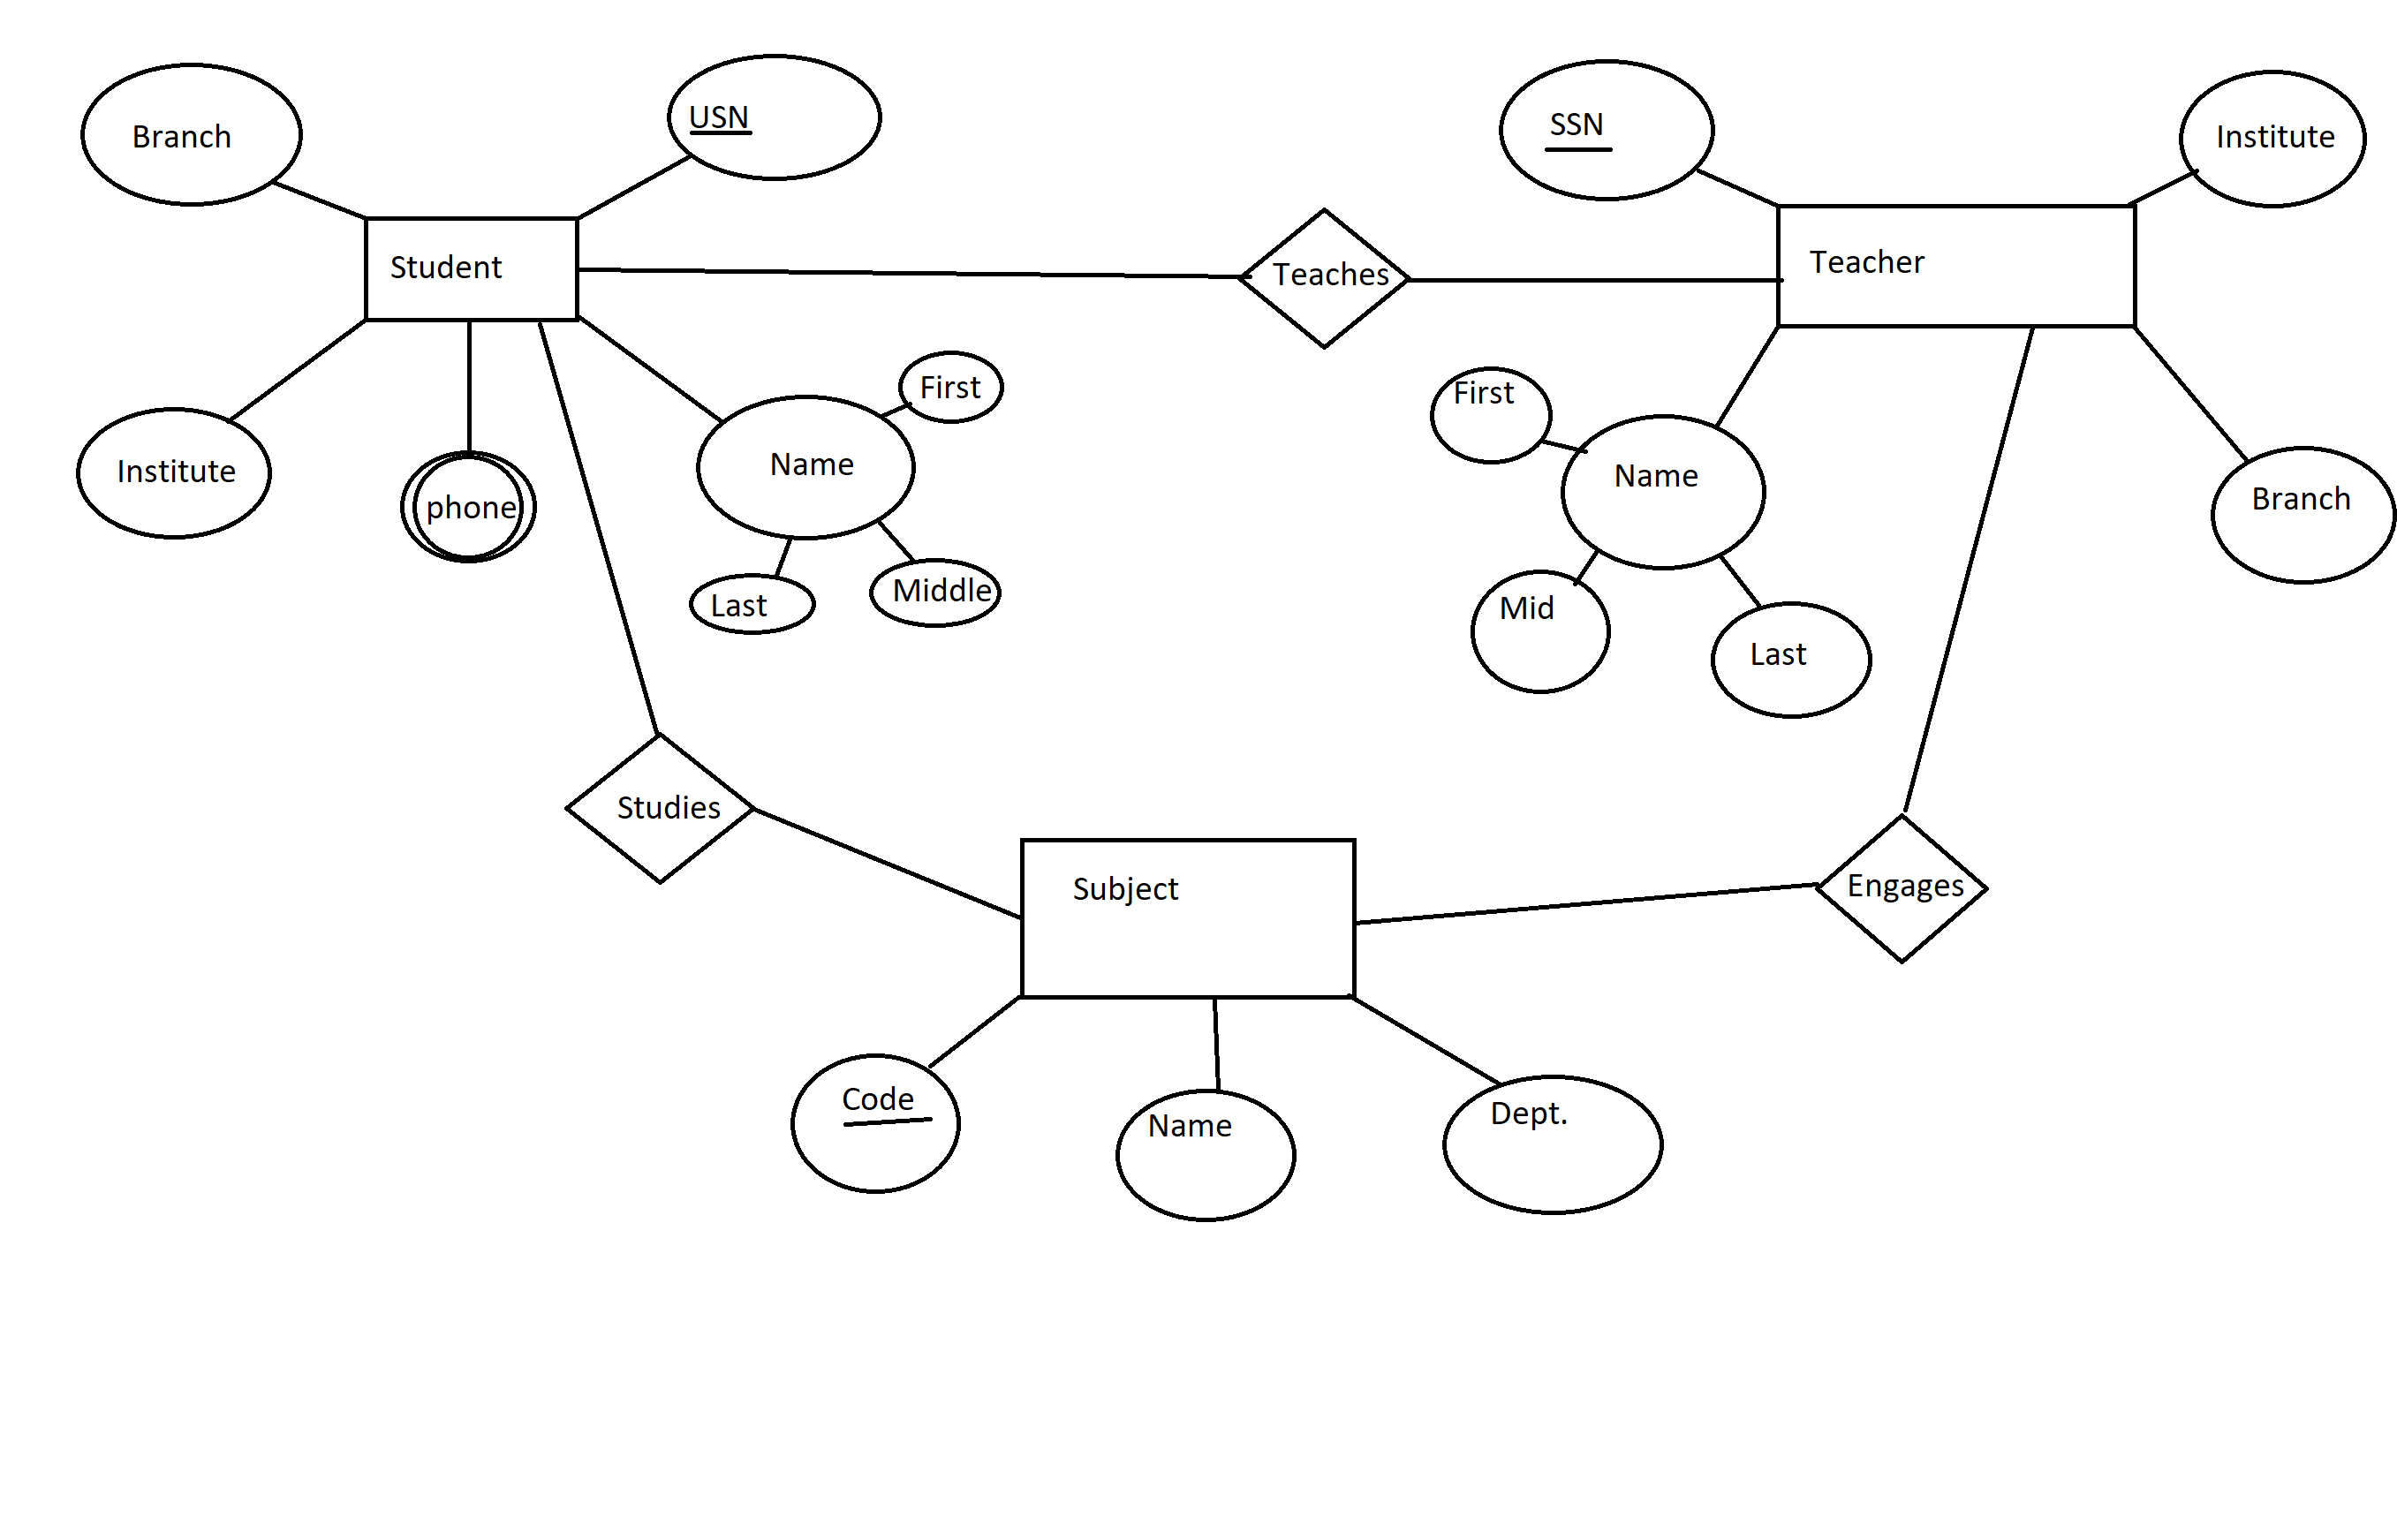 Branch
USN
SSN
Institute
Student
Teaches
Teacher
First
First
Name
Name
Institute
phone
Branch
Last
Middle
Mid
Last
Studies
Subject
Engages
Code
Name
Dept.